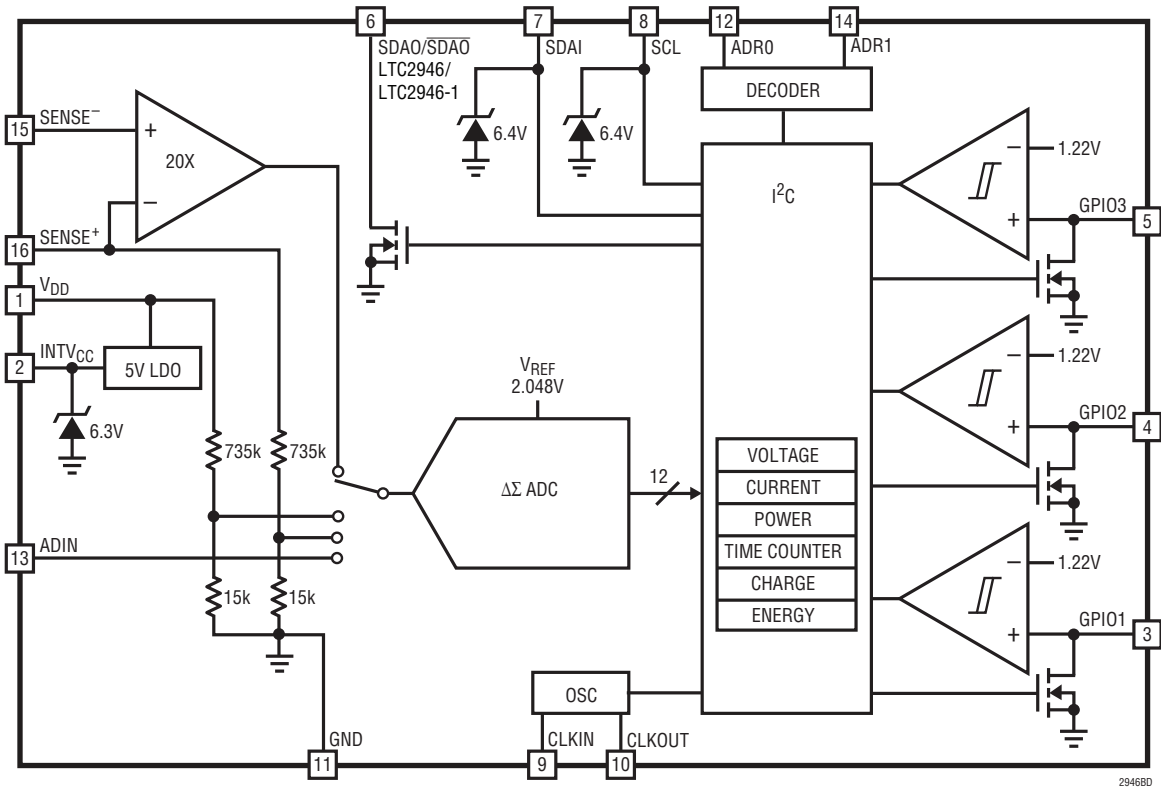 6
7
8
12
14
SDAO/SDAO
LTC2946/
LTC2946-1
SDAI
SCL
ADR0
ADR1
DECODER
15
SENSE–
+
20X
–
16
SENSE+
6.4V
6.4V
I2C
–
1.22V
+
GPIO3
5
1
VDD
2
INTVCC
5V LDO
6.3V
735k
735k
VREF
2.048V
ΔΣ ADC
12
–
1.22V
+
GPIO2
4
VOLTAGE
CURRENT
POWER
TIME COUNTER
CHARGE
ENERGY
13
ADIN
15k
15k
–
1.22V
+
GPIO1
3
OSC
GND
11
CLKIN
9
CLKOUT
10
2946BD